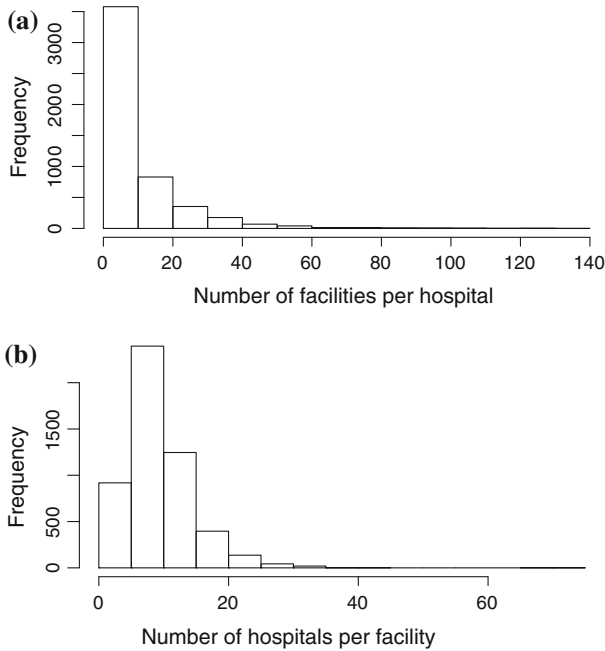 (a)
Frequency
0 1000 2000 3000
0 20 40 60 80 100 120 140
Number of facilities per hospital
(b)
Frequency
0 500 1500
0 20 40 60
Number of hospitals per facility